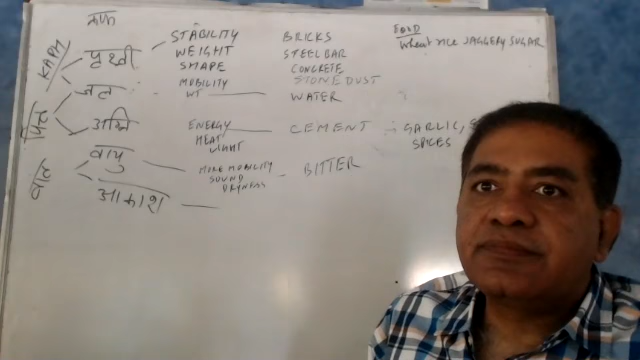 कफ
KAPH
पृथ्वी
STABILITY BRICKS
WEIGHT STEEL BAR
SHAPE CONCRETE
FOOD
Wheat rice JAGGERY SUGAR
जल
MOBILITY STONE DUST
WT WATER
पित्त
अग्नि
ENERGY CEMENT GARLIC,
HEAT SPICES
LIGHT
वात
वायु
MORE MOBILITY BITTER
SOUND
DRYNESS
आकाश